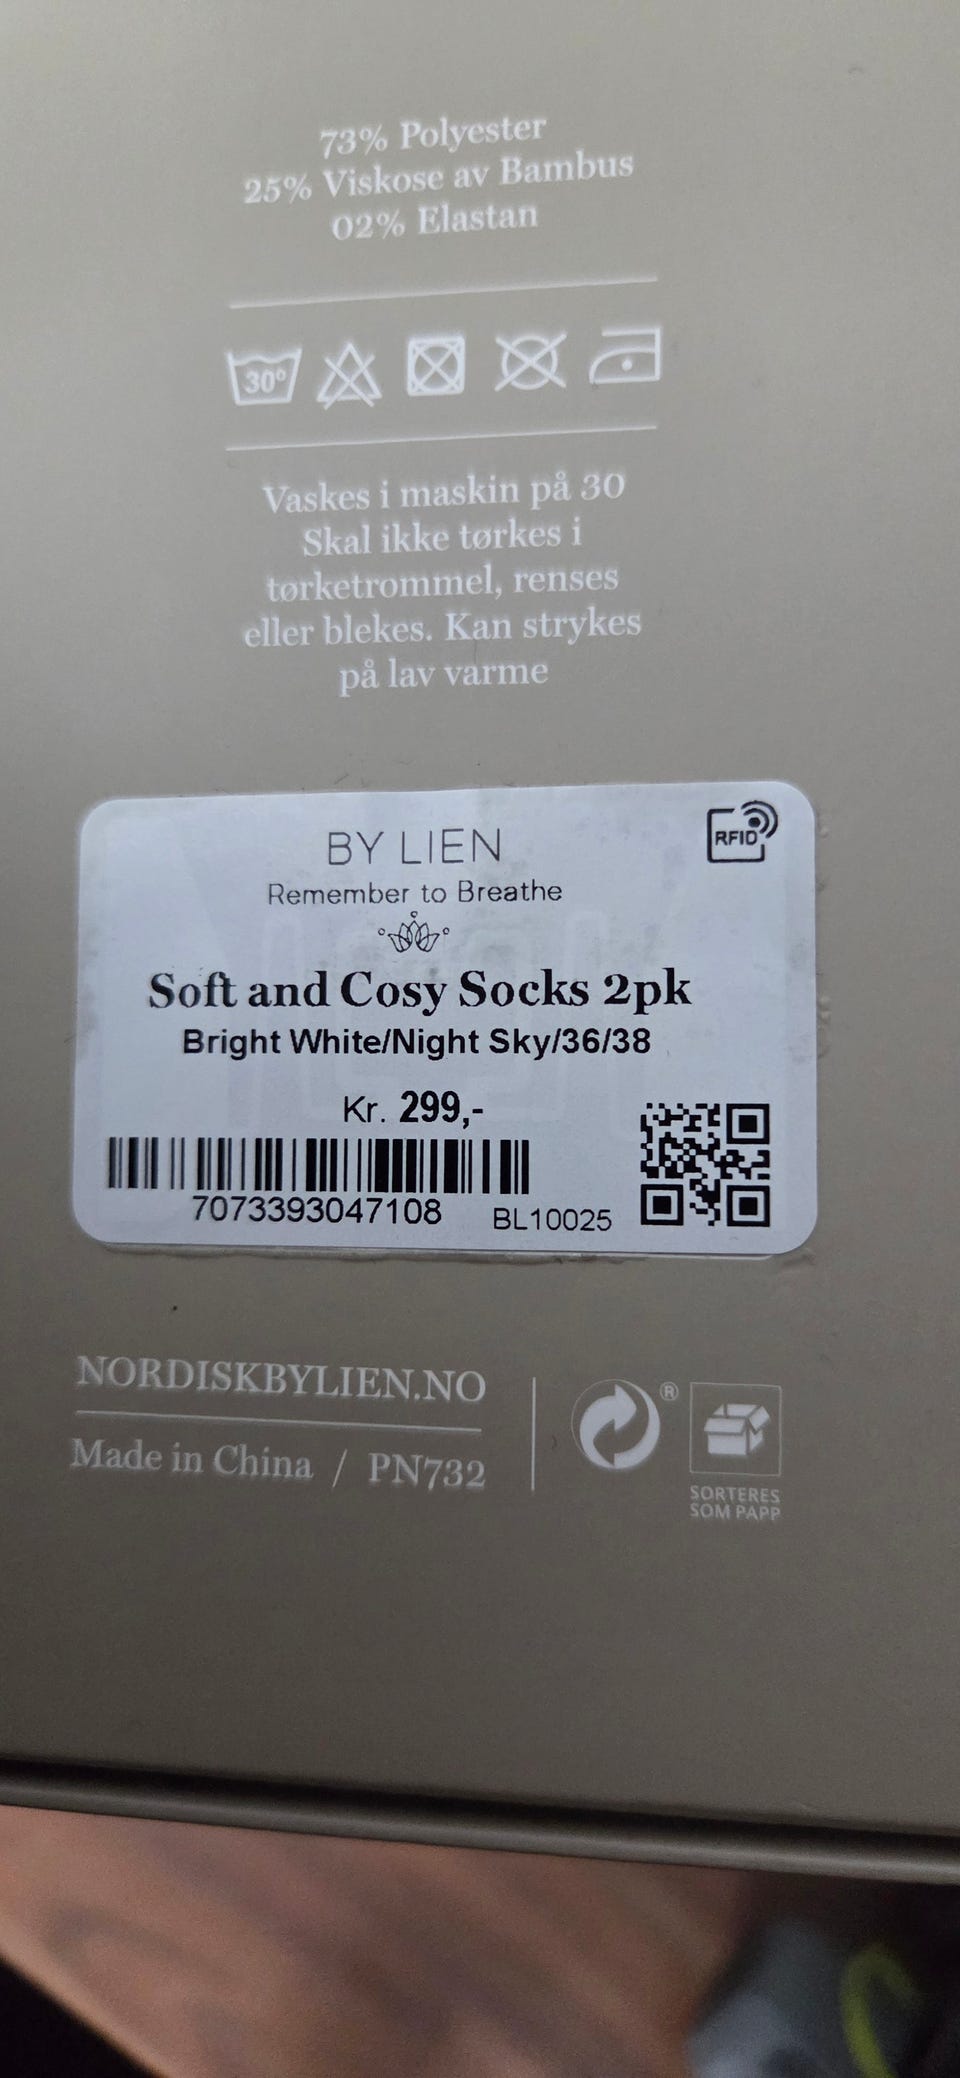 73% Polyester
25% Viskose av Bambus
02% Elastan
30°
Vaskes i maskin på 30
Skal ikke tørkes i
tørketrommel, renses
eller blekes. Kan strykes
på lav varme
BY LIEN
RFID
Remember to Breathe
Soft and Cosy Socks 2pk
Bright White/Night Sky/36/38
Kr. 299,-
7073393047108 BL10025
NORDISKBYLIEN.NO
Made in China / PN732
®
SORTERES
SOM PAPP